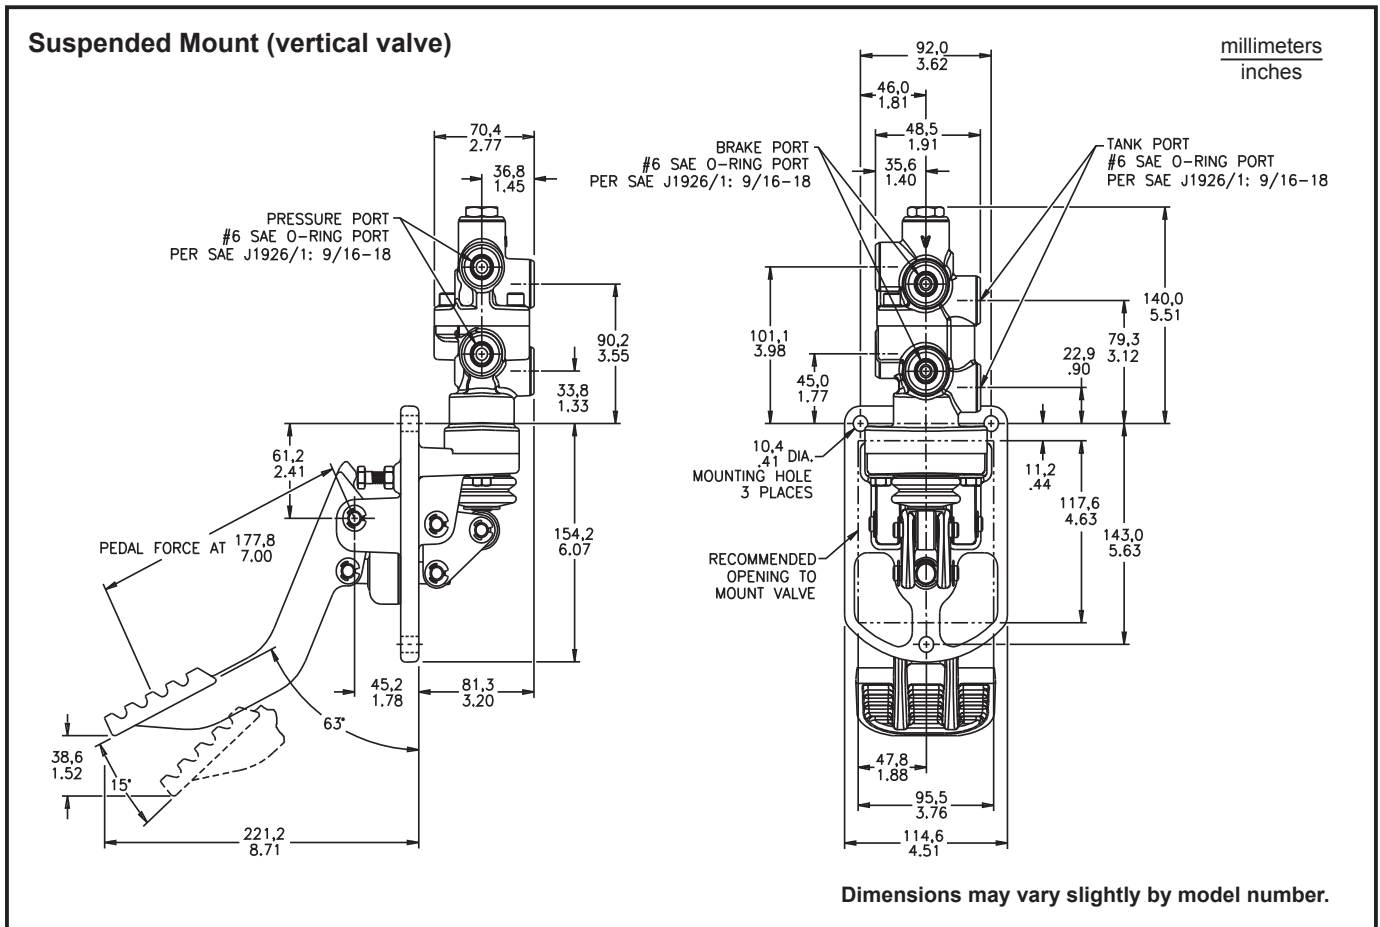 Suspended Mount (vertical valve)
millimeters
inches
92,0
3.62
46,0
1.81
70,4
2.77
48,5
1.91
36,8
1.45
35,6
1.40
BRAKE PORT
#6 SAE O-RING PORT
PER SAE J1926/1: 9/16-18
TANK PORT
#6 SAE O-RING PORT
PER SAE J1926/1: 9/16-18
PRESSURE PORT
#6 SAE O-RING PORT
PER SAE J1926/1: 9/16-18
90,2
3.55
33,8
1.33
101,1
3.98
45,0
1.77
140,0
5.51
79,3
3.12
22,9
.90
61,2
2.41
10,4
.41 DIA.
MOUNTING HOLE
3 PLACES
11,2
.44
117,6
4.63
143,0
5.63
154,2
6.07
PEDAL FORCE AT 177,8
7.00
RECOMMENDED
OPENING TO
MOUNT VALVE
45,2
1.78
81,3
3.20
63°
38,6
1.52
15°
221,2
8.71
47,8
1.88
95,5
3.76
114,6
4.51
Dimensions may vary slightly by model number.